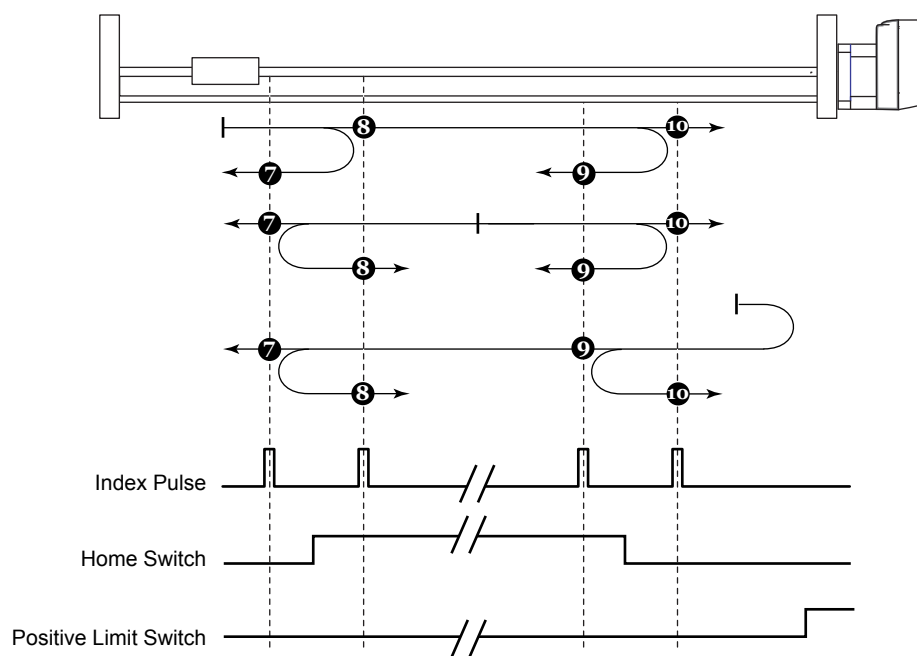 8 10
7 9
7 10
8 9
7 9
8 10
Index Pulse
Home Switch
Positive Limit Switch